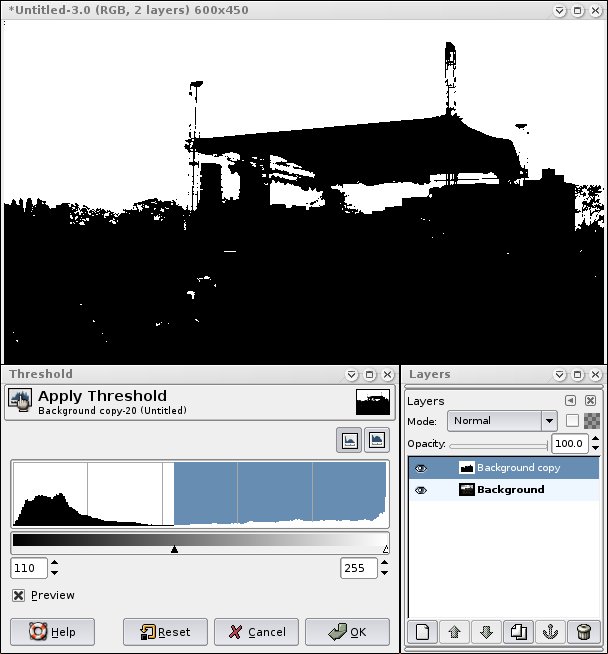 *Untitled-3.0 (RGB, 2 layers) 600x450
Threshold
Apply Threshold
Background copy-20 (Untitled)
110
255
Preview
Help
Reset
Cancel
OK
Layers
Layers
Mode:
Normal
Opacity:
100.0
Background copy
Background